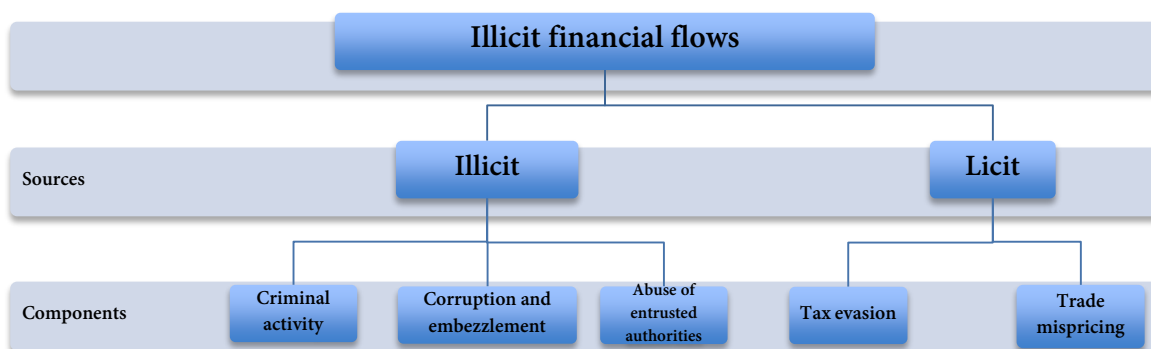 Illicit financial flows
Sources
Illicit
Licit
Components
Criminal
activity
Corruption and
embezzlement
Abuse of
entrusted
authorities
Tax evasion
Trade
mispricing